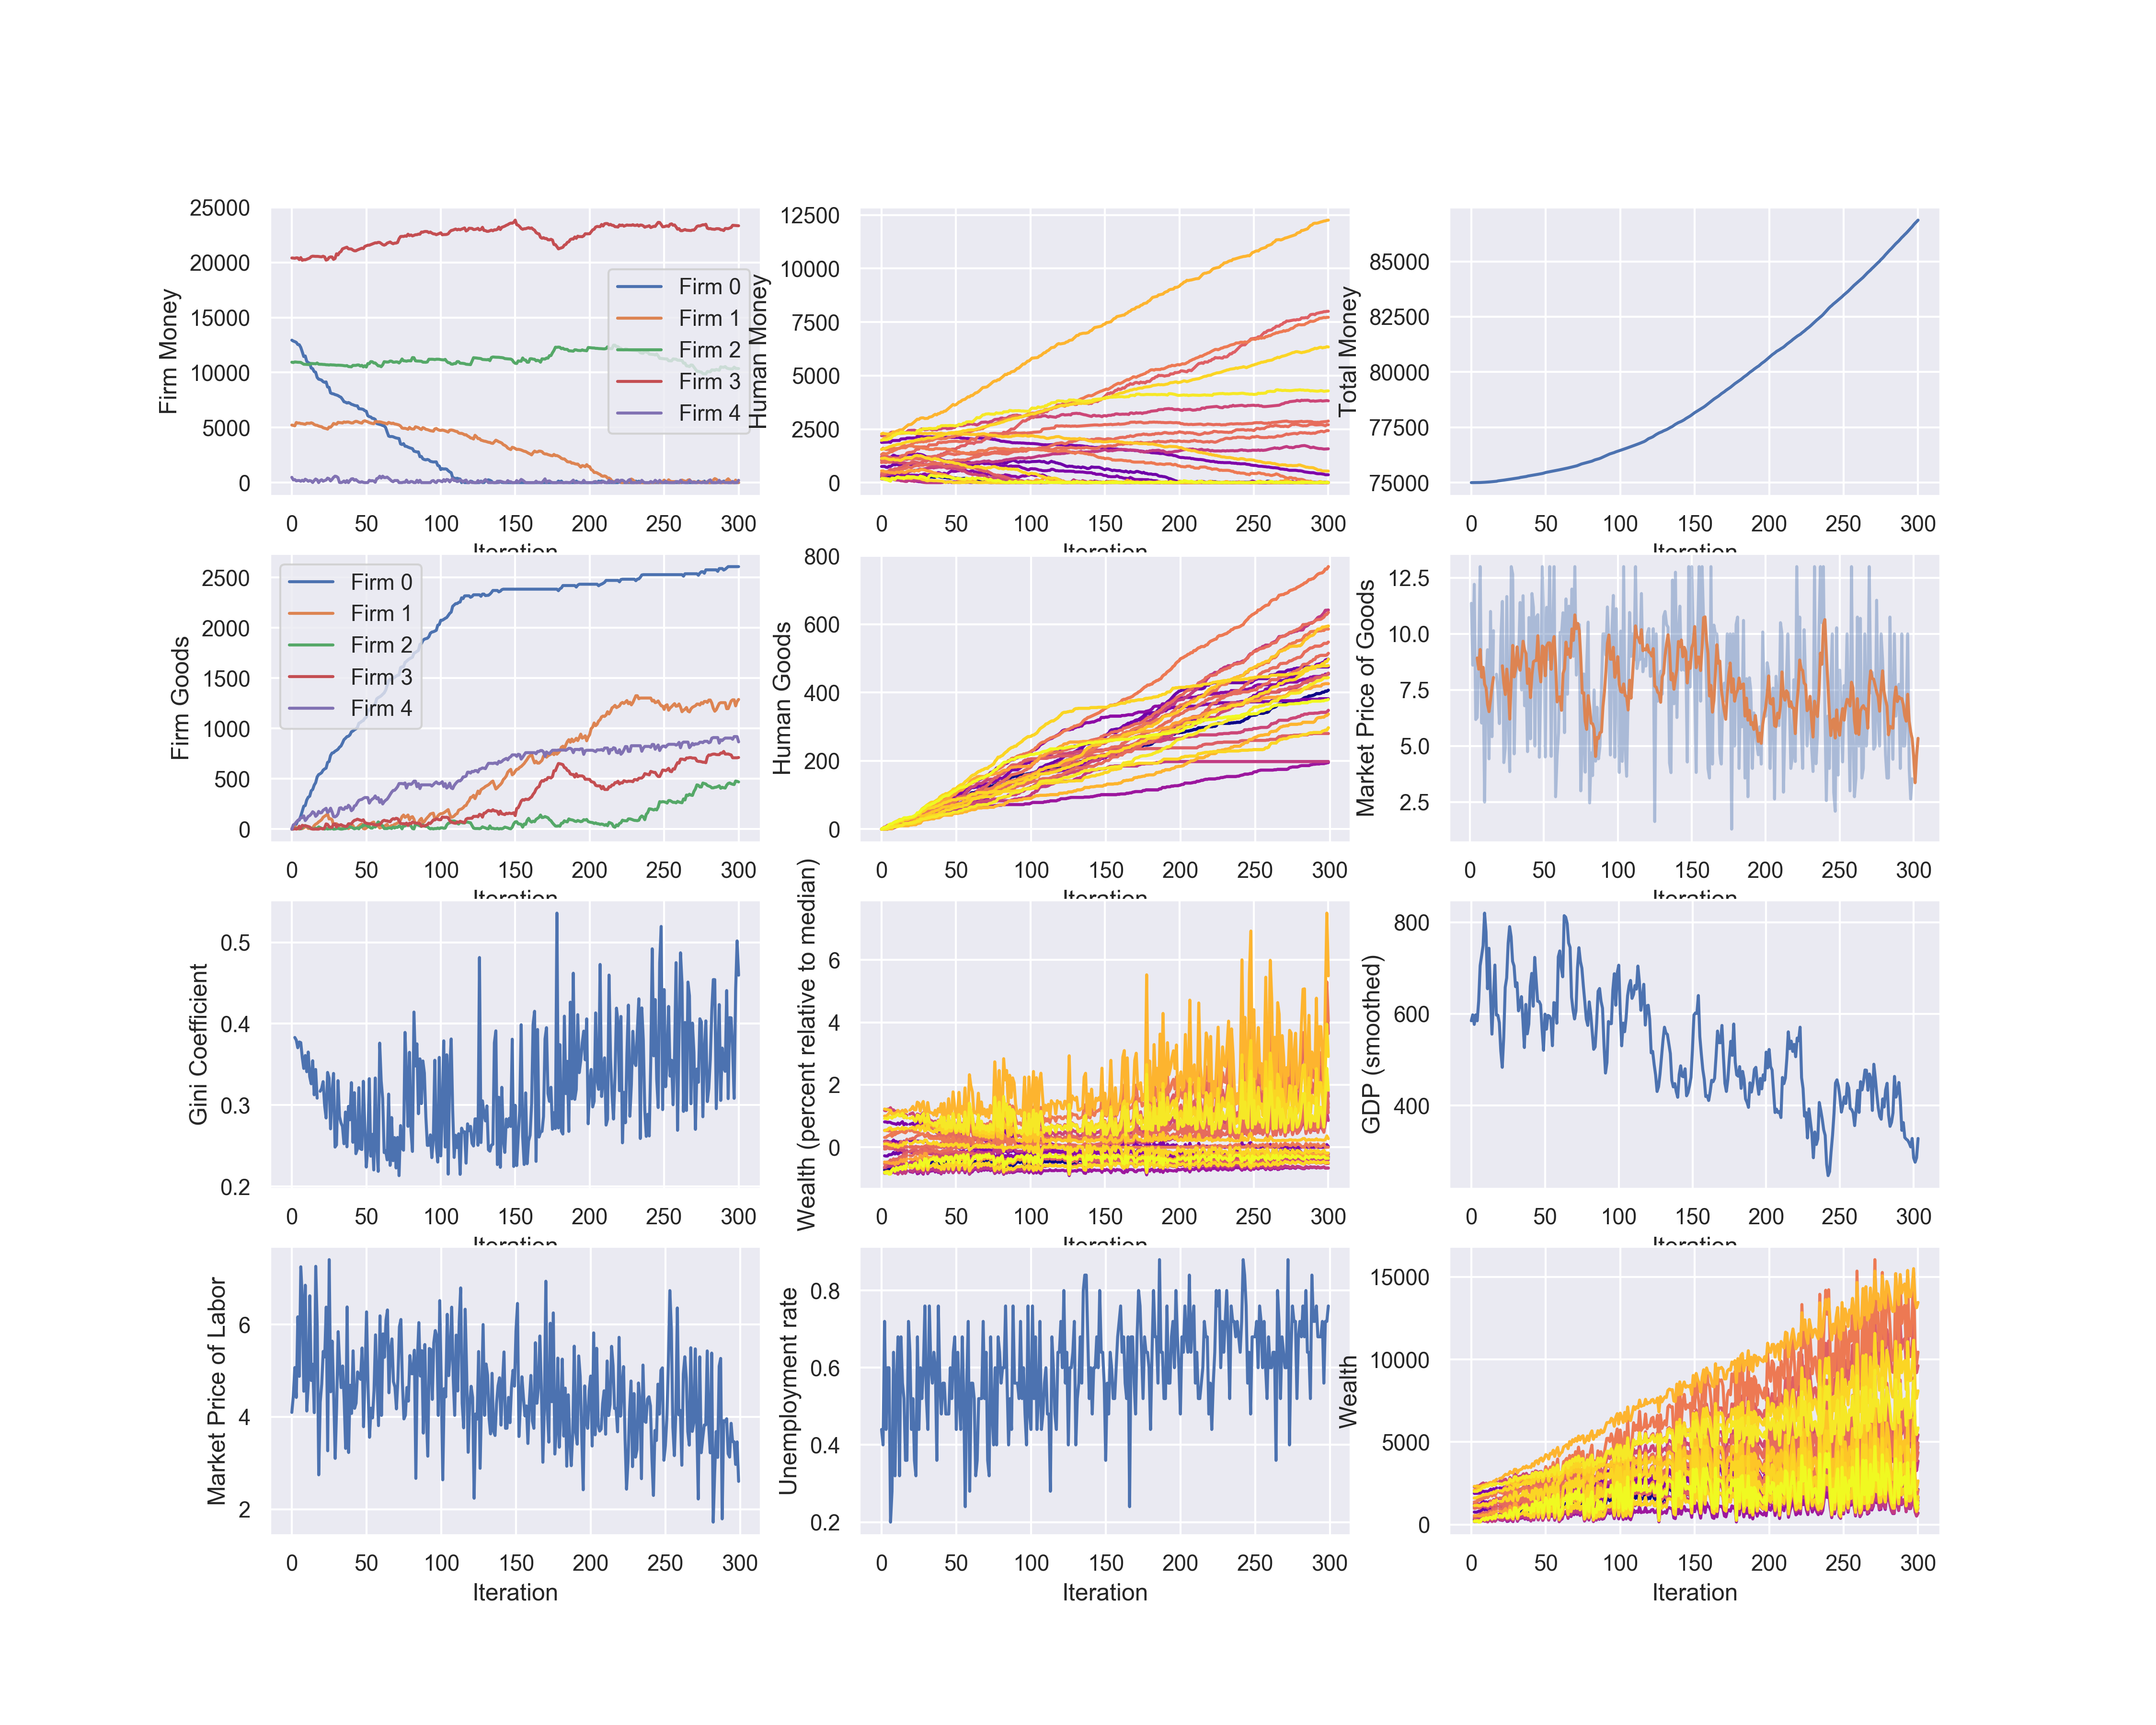 Firm Money
25000
20000
15000
10000
5000
0
0 50 100 150 200 250 300
Iteration
Firm 0
Firm 1
Firm 2
Firm 3
Firm 4
Human Money
12500
10000
7500
5000
2500
0
0 50 100 150 200 250 300
Iteration
Total Money
85000
82500
80000
77500
75000
0 50 100 150 200 250 300
Iteration
Firm Goods
2500
2000
1500
1000
500
0
0 50 100 150 200 250 300
Iteration
Firm 0
Firm 1
Firm 2
Firm 3
Firm 4
Human Goods
800
600
400
200
0
0 50 100 150 200 250 300
Iteration
Market Price of Goods
12.5
10.0
7.5
5.0
2.5
0 50 100 150 200 250 300
Iteration
Gini Coefficient
0.5
0.4
0.3
0.2
0 50 100 150 200 250 300
Iteration
Wealth (percent relative to median)
6
4
2
0
0 50 100 150 200 250 300
Iteration
GDP (smoothed)
800
600
400
0 50 100 150 200 250 300
Iteration
Market Price of Labor
6
4
2
0 50 100 150 200 250 300
Iteration
Unemployment rate
0.8
0.6
0.4
0.2
0 50 100 150 200 250 300
Iteration
Wealth
15000
10000
5000
0
0 50 100 150 200 250 300
Iteration